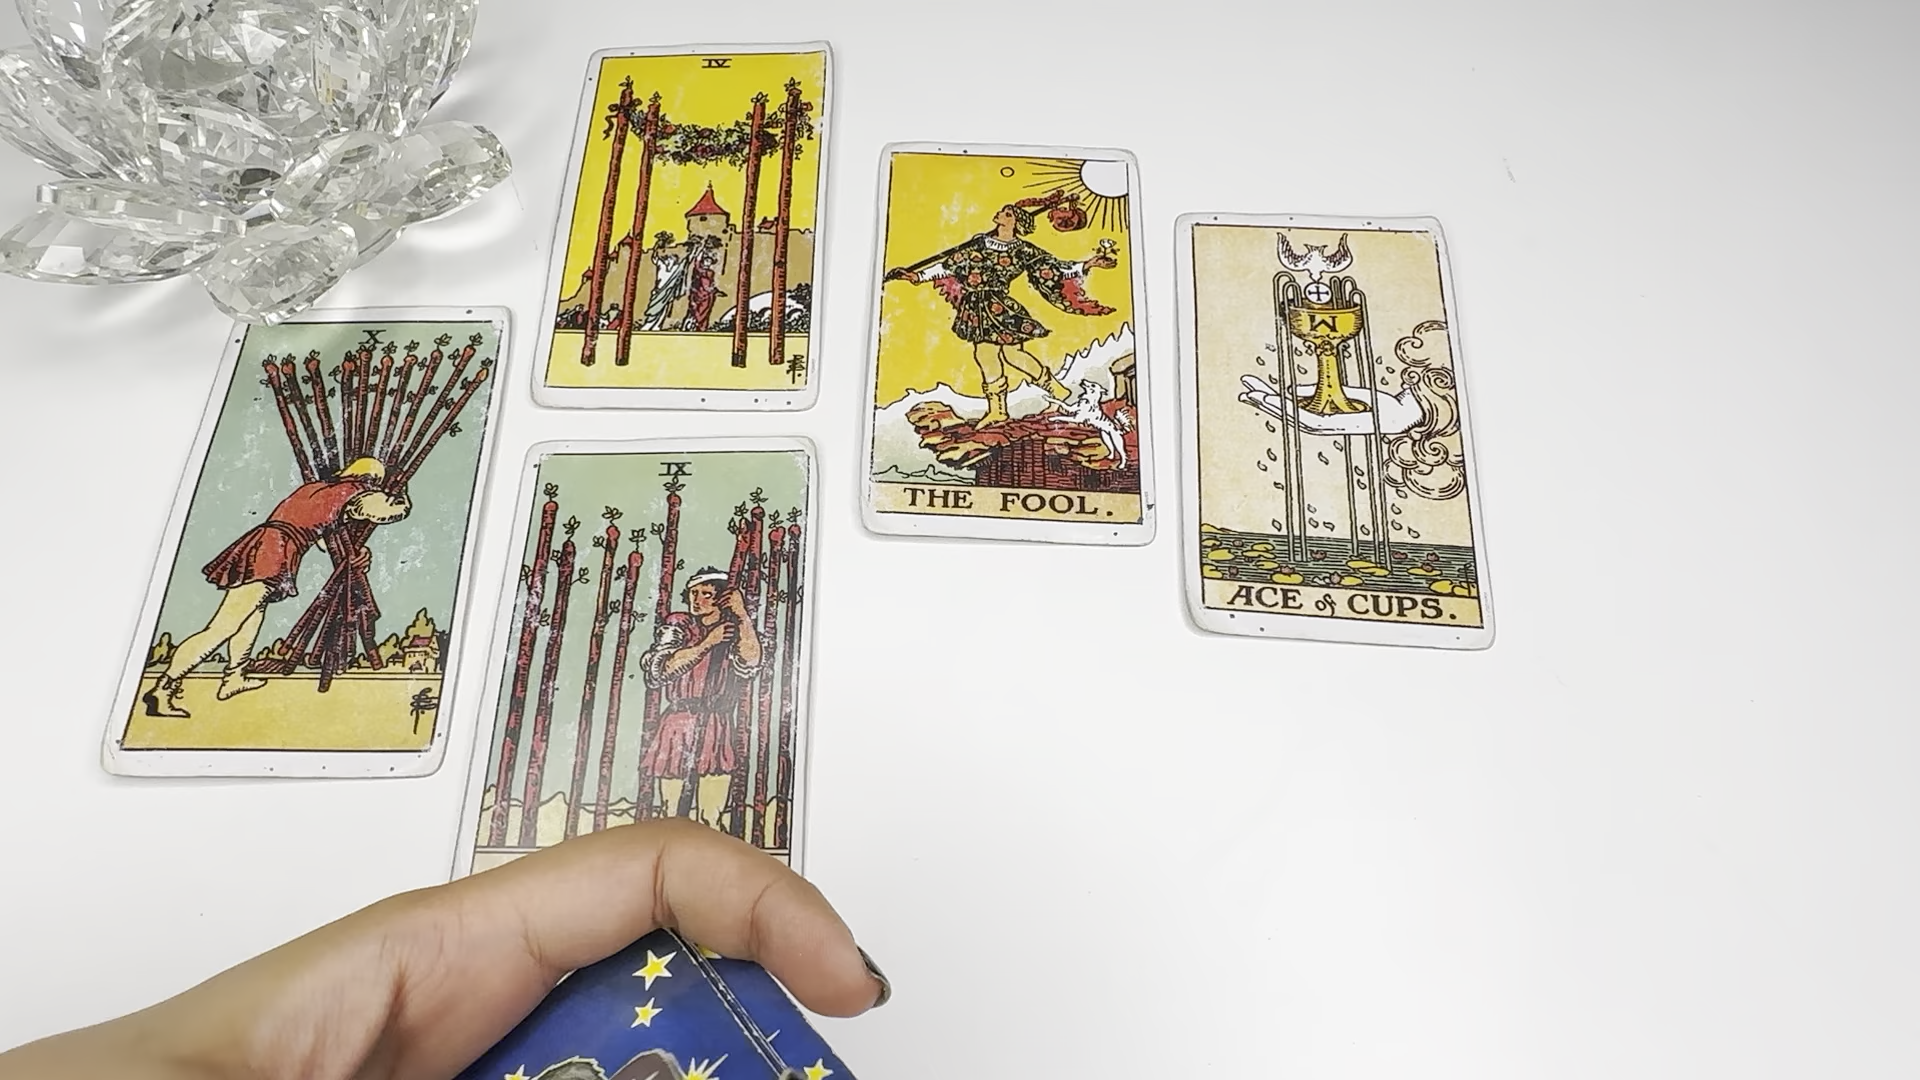 IV
THE FOOL.
ACE of CUPS.
X
IX